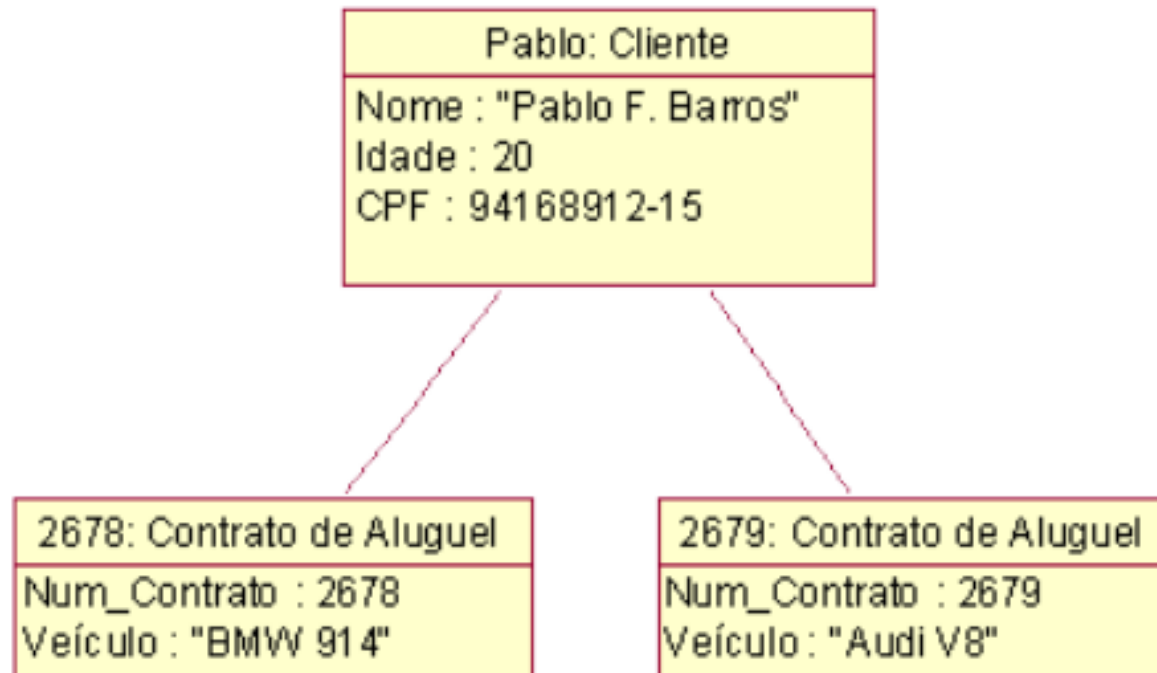 Pablo: Cliente
Nome : "Pablo F. Barros"
Idade : 20
CPF : 94168912-15
2678: Contrato de Aluguel
Num_Contrato : 2678
Veículo : "BMW 914"
2679: Contrato de Aluguel
Num_Contrato : 2679
Veículo : "Audi V8"